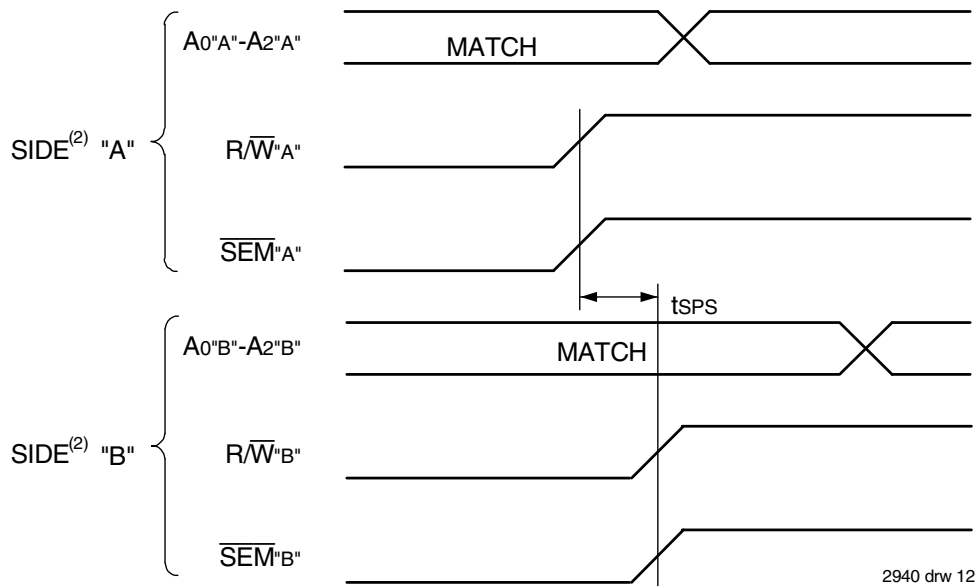 A0"A"-A2"A"
MATCH
SIDE(2) "A"
R/W"A"
SEM"A"
tSPS
A0"B"-A2"B"
MATCH
SIDE(2) "B"
R/W"B"
SEM"B"
2940 drw 12